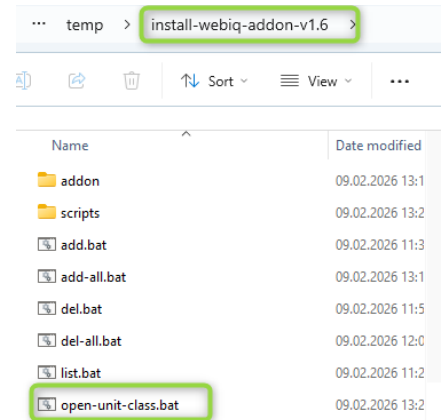 ··· temp > install-webiq-addon-v1.6 >
Sort View ···
Name Date modified
addon 09.02.2026 13:1
scripts 09.02.2026 13:2
add.bat 09.02.2026 11:3
add-all.bat 09.02.2026 13:1
del.bat 09.02.2026 11:5
del-all.bat 09.02.2026 12:0
list.bat 09.02.2026 11:2
open-unit-class.bat 09.02.2026 13:2